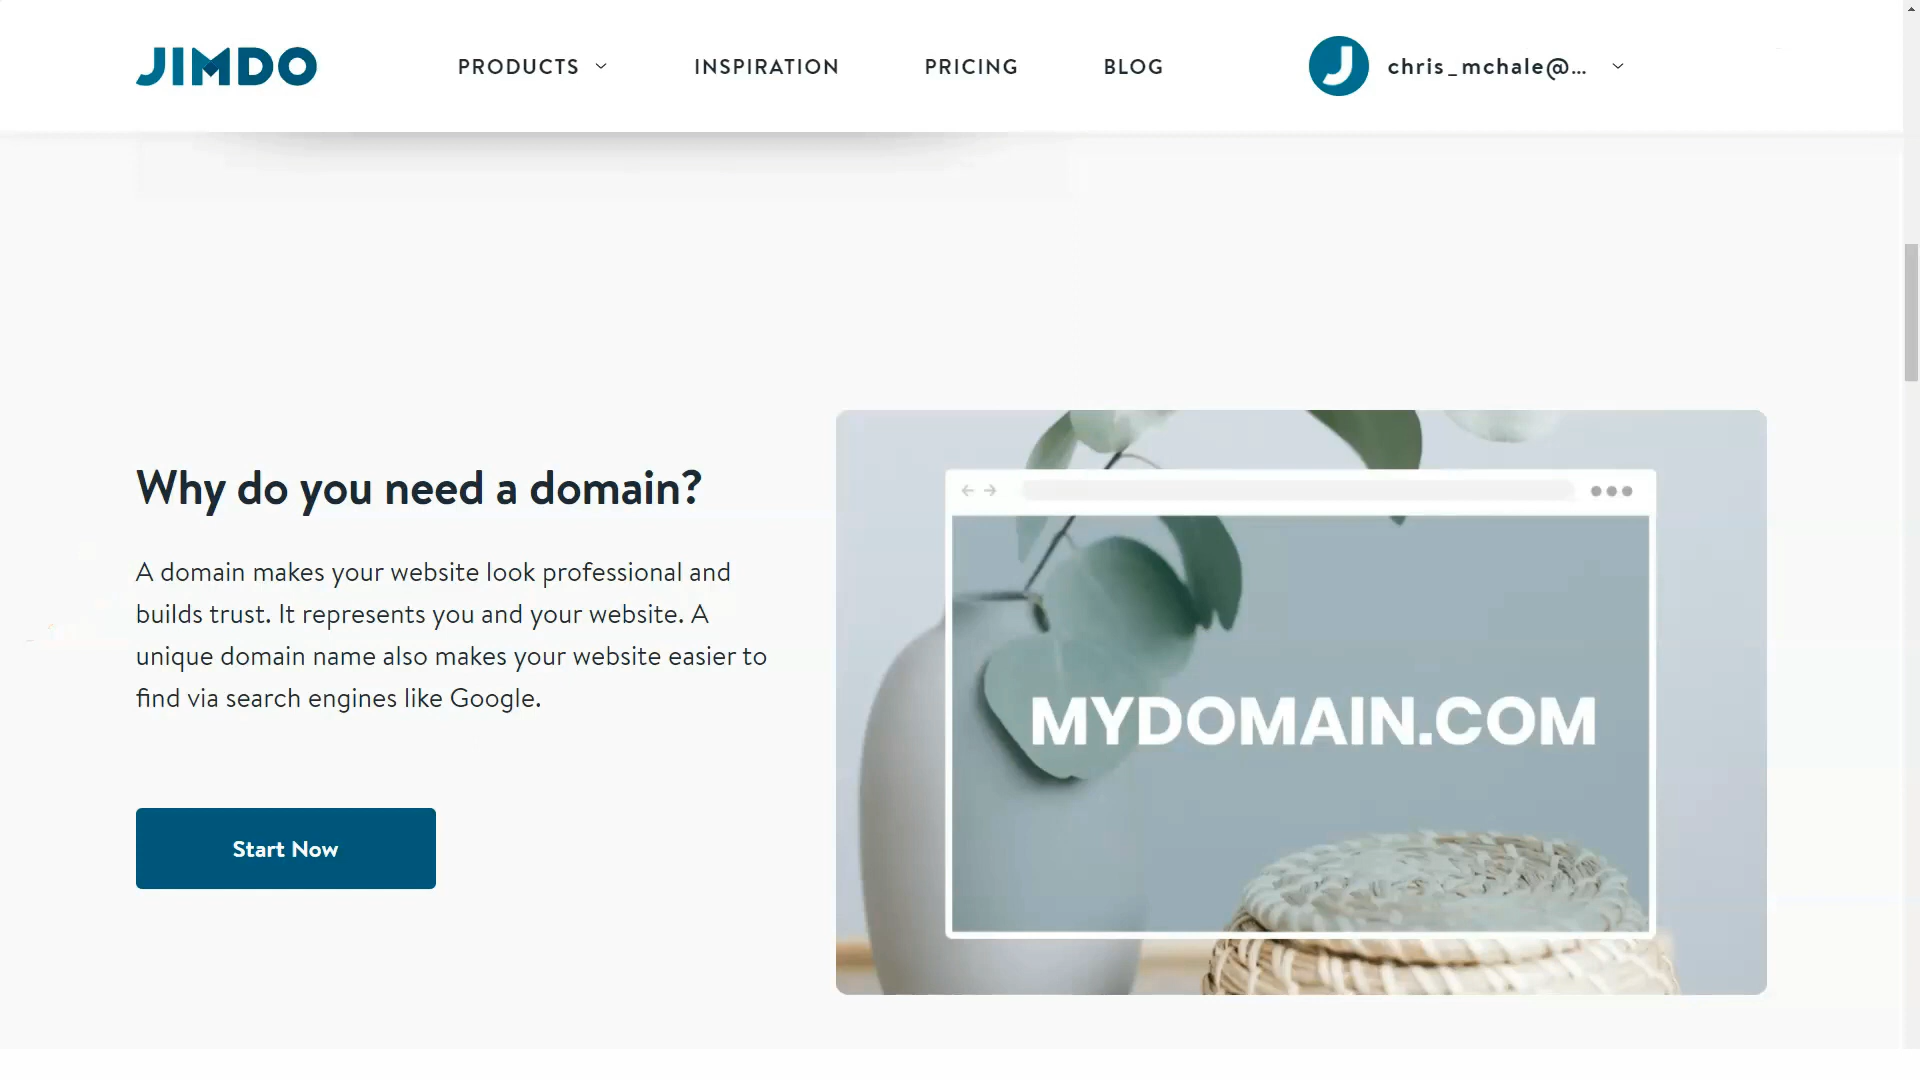 JIMDO
PRODUCTS
INSPIRATION
PRICING
BLOG
chris_mchale@...
Why do you need a domain?
A domain makes your website look professional and
builds trust. It represents you and your website. A
unique domain name also makes your website easier to
find via search engines like Google.
Start Now
MYDOMAIN.COM